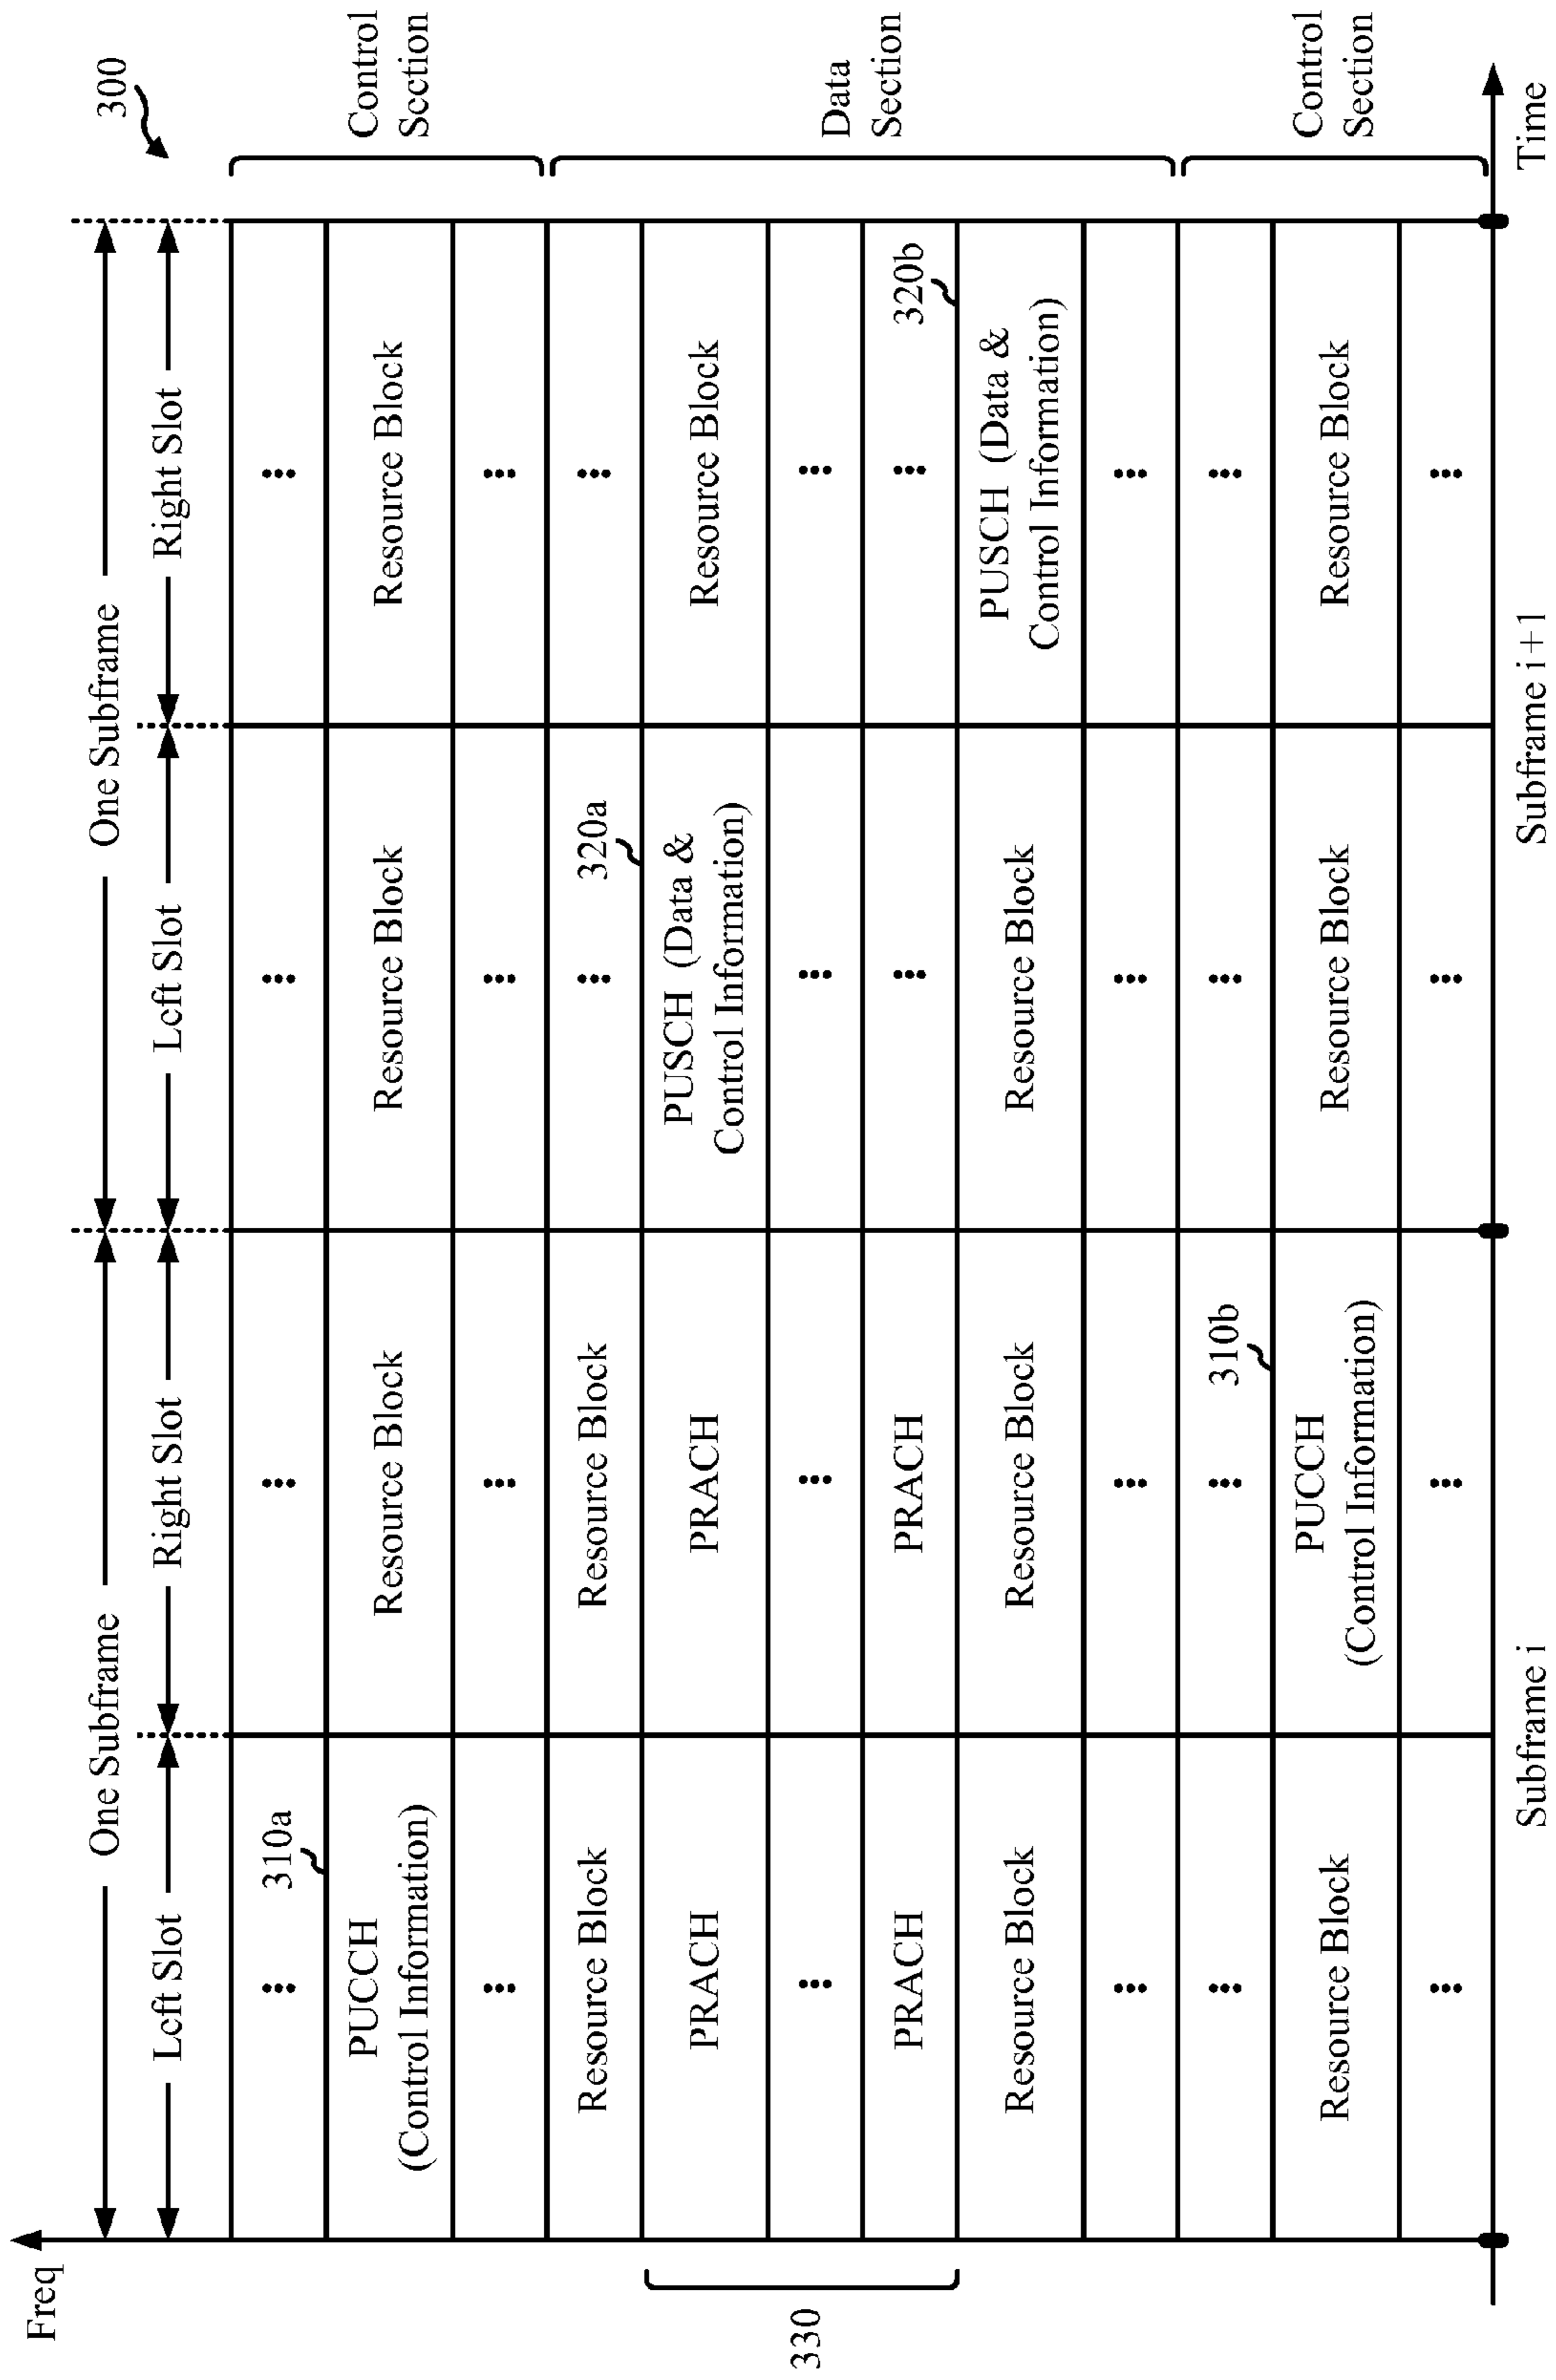 300
Freq
One Subframe
One Subframe
Left Slot
Right Slot
Left Slot
Right Slot
310a
PUCCH
(Control Information)
Resource Block
Resource Block
Resource Block
Control
Section
Resource Block
Resource Block
320a
PRACH
PRACH
PUSCH (Data &
Control Information)
Resource Block
330
Data
Section
PRACH
PRACH
320b
Resource Block
Resource Block
Resource Block
PUSCH (Data &
Control Information)
310b
Resource Block
PUCCH
(Control Information)
Resource Block
Resource Block
Control
Section
Subframe i
Subframe i+1
Time